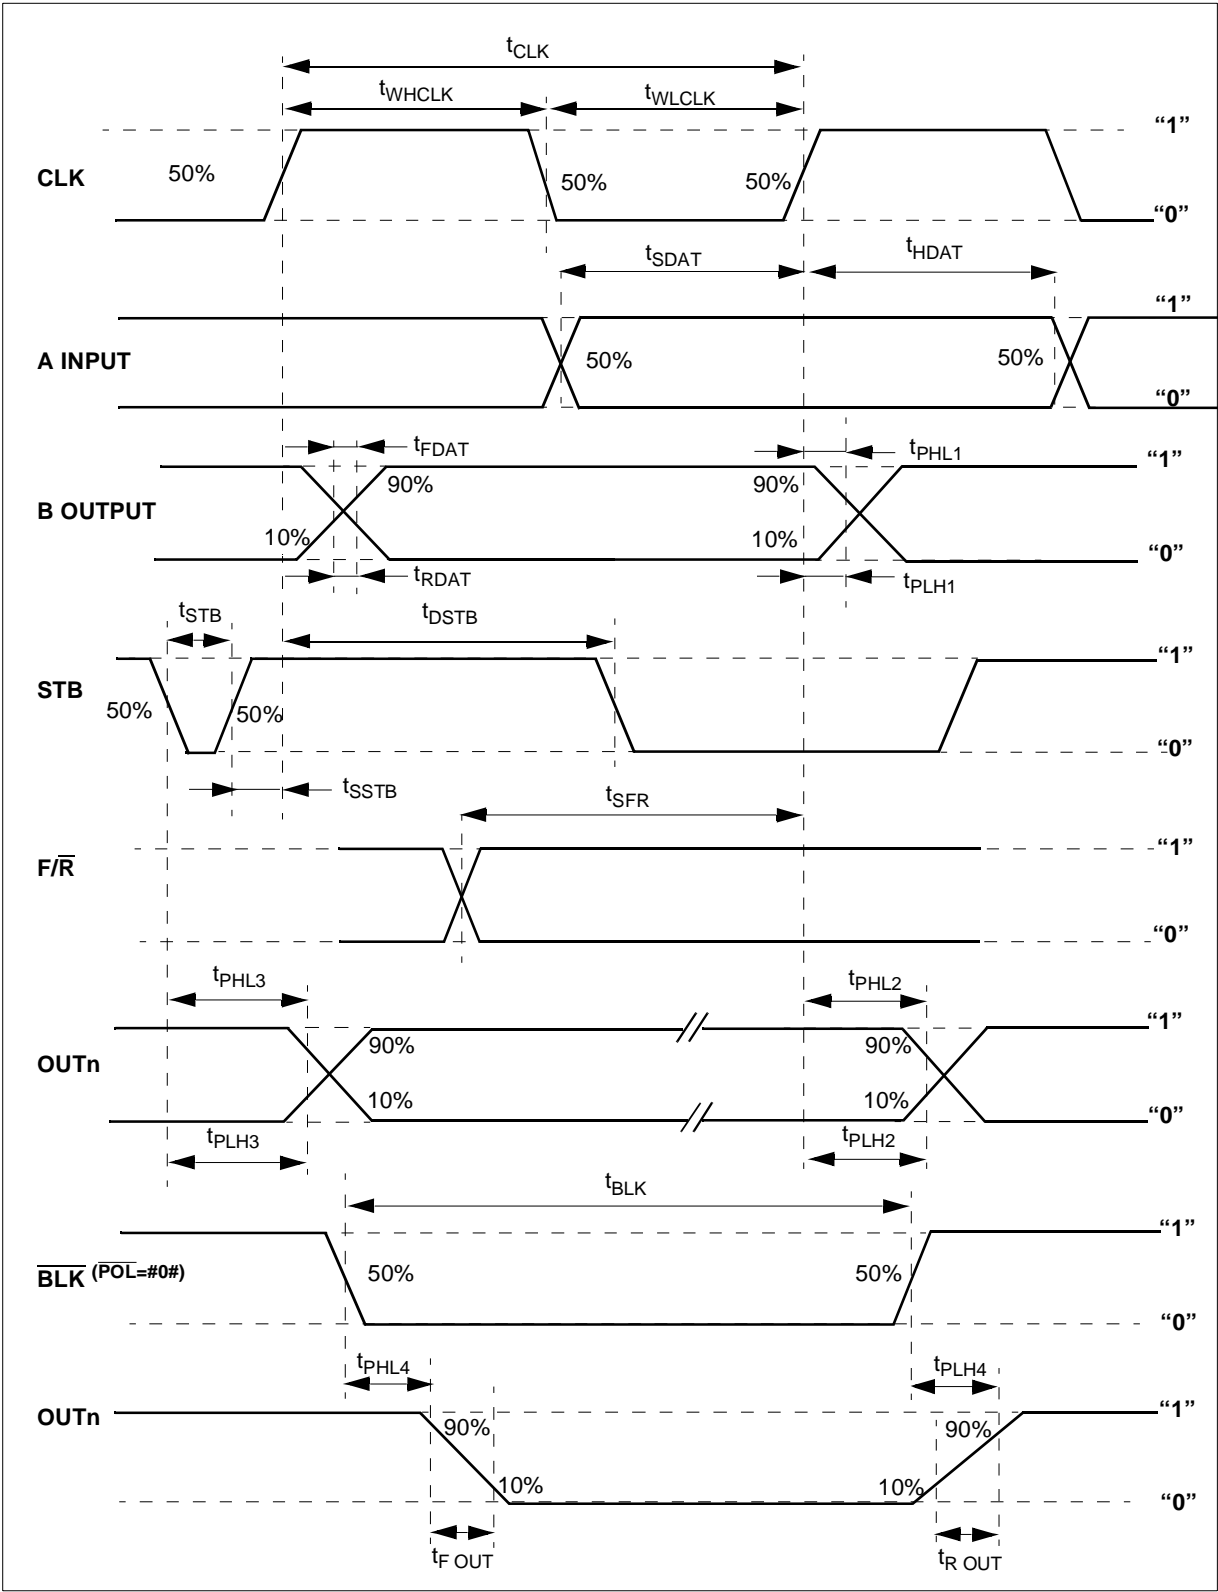 tCLK
tWHCLK tWLCLK
“1”
CLK 50% 50% 50%
“0”
tSDAT tHDAT
“1”
A INPUT 50% 50%
“0”
tFDAT tPHL1
“1”
90% 90%
B OUTPUT
10% 10%
“0”
tRDAT tPLH1
tSTB tDSTB
“1”
STB
50% 50%
“0”
tSSTB tSFR
“1”
F/R̅
“0”
tPHL3 tPHL2
“1”
90% 90%
OUTn
10% 10%
“0”
tPLH3 tPLH2
tBLK
“1”
B̅L̅K̅ (P̅O̅L̅=#0#) 50% 50%
“0”
tPHL4 tPLH4
OUTn “1”
90% 90%
10% 10%
“0”
tF OUT tR OUT